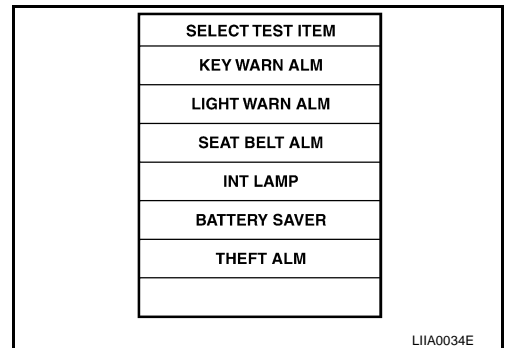 SELECT TEST ITEM
KEY WARN ALM
LIGHT WARN ALM
SEAT BELT ALM
INT LAMP
BATTERY SAVER
THEFT ALM
LIIA0034E